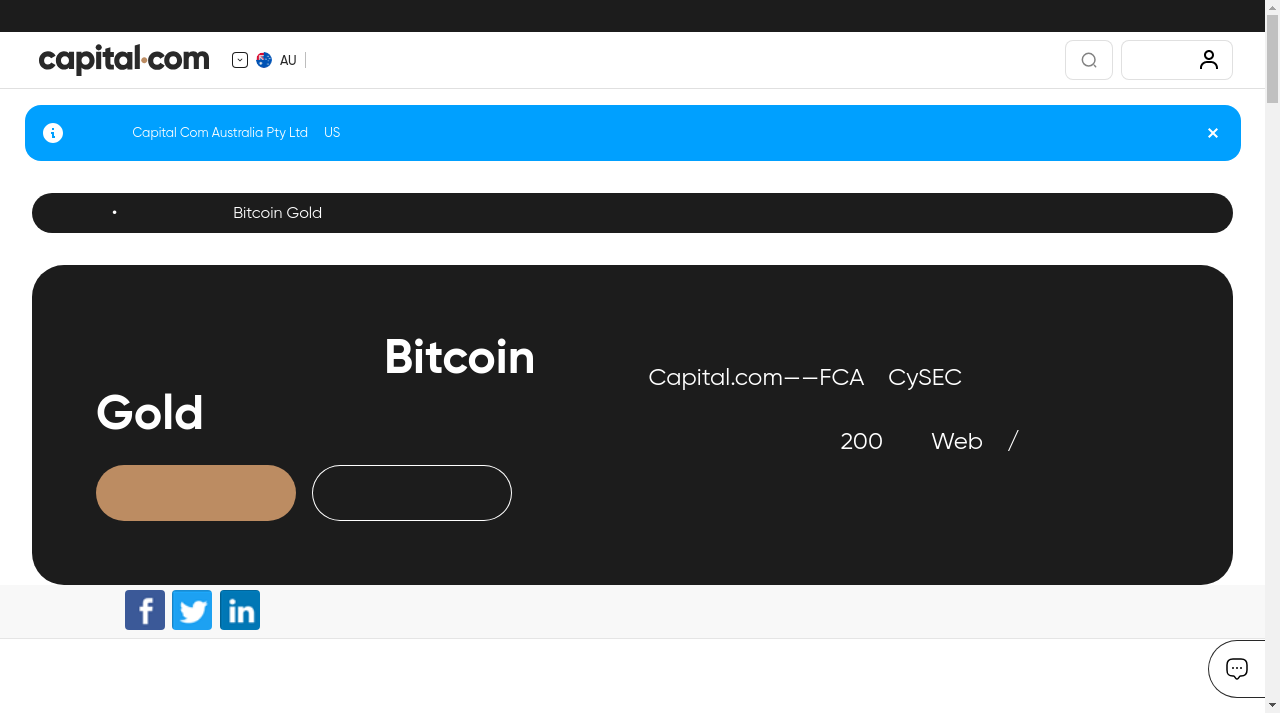 capital.com
AU
Capital Com Australia Pty Ltd US
• Bitcoin Gold
Bitcoin
Gold
Capital.com——FCA CySEC
200 Web /